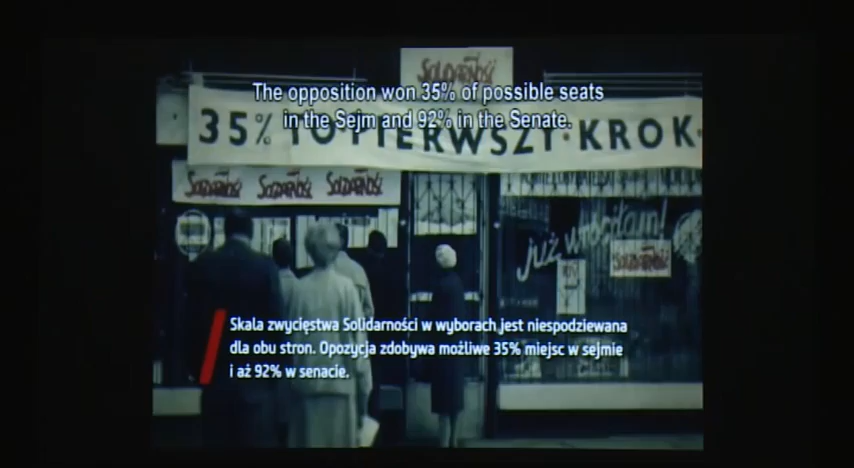 SOLIDARNOŚĆ
The opposition won 35% of possible seats
in the Sejm and 92% in the Senate.
35% TO PIERWSZY · KROK ·
SOLIDARNOŚĆ SOLIDARNOŚĆ SOLIDARNOŚĆ
już wróciłam!
SOLIDARNOŚĆ
Skala zwycięstwa Solidarności w wyborach jest niespodziewana
dla obu stron. Opozycja zdobywa możliwe 35% miejsc w sejmie
i aż 92% w senacie.